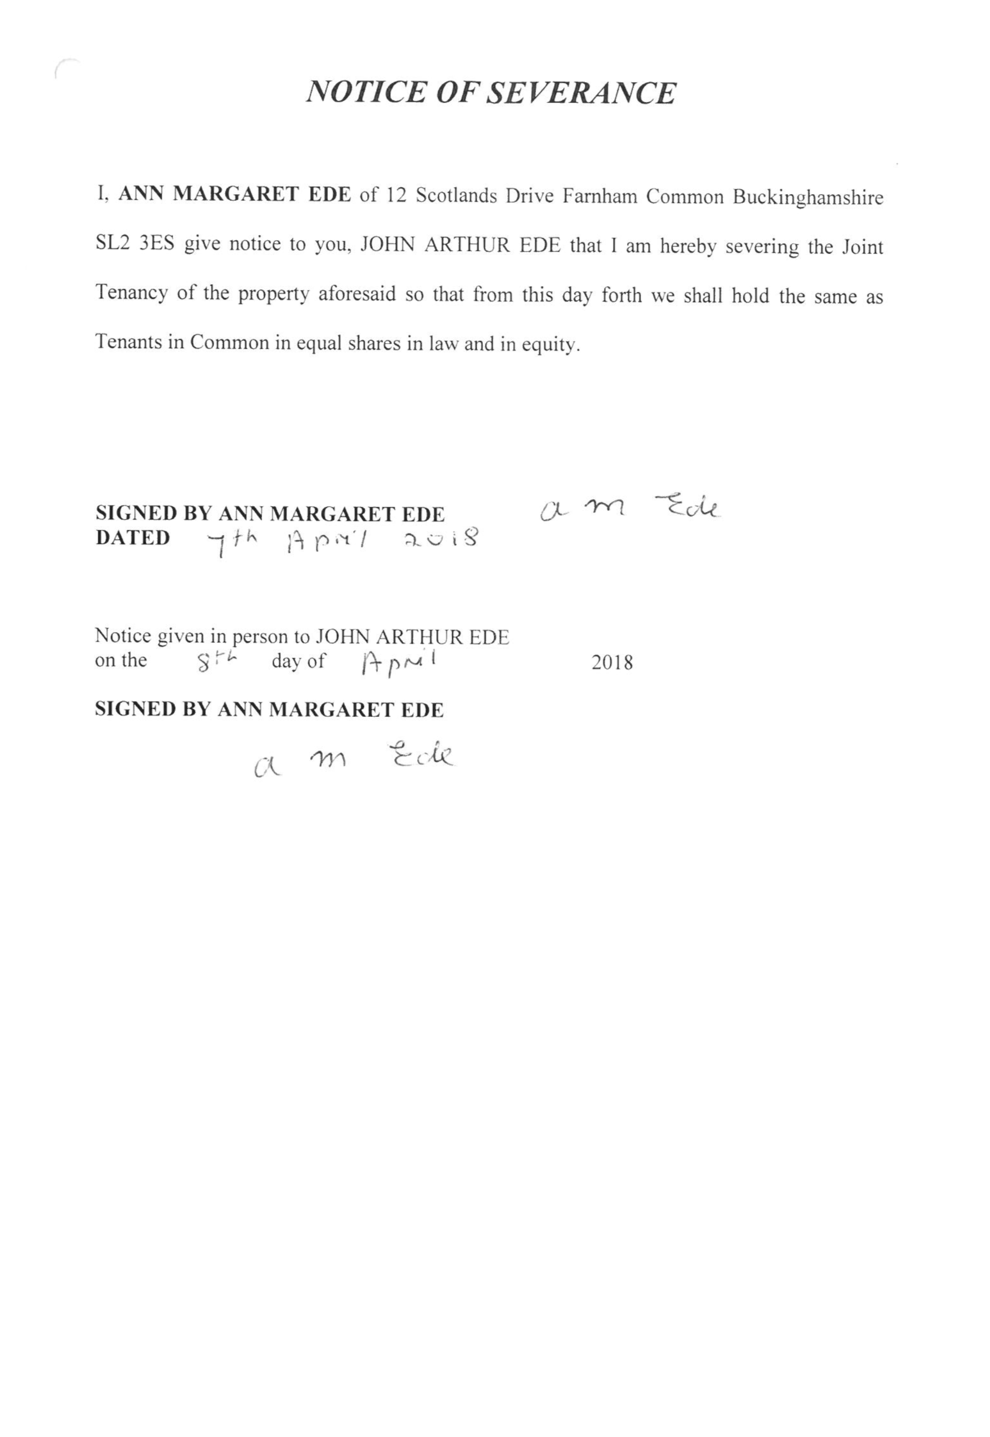 NOTICE OF SEVERANCE
I, ANN MARGARET EDE of 12 Scotlands Drive Farnham Common Buckinghamshire
SL2 3ES give notice to you, JOHN ARTHUR EDE that I am hereby severing the Joint
Tenancy of the property aforesaid so that from this day forth we shall hold the same as
Tenants in Common in equal shares in law and in equity.
SIGNED BY ANN MARGARET EDE a m Ede
DATED 7th April 2018
Notice given in person to JOHN ARTHUR EDE
on the 8th day of April 2018
SIGNED BY ANN MARGARET EDE
a m Ede